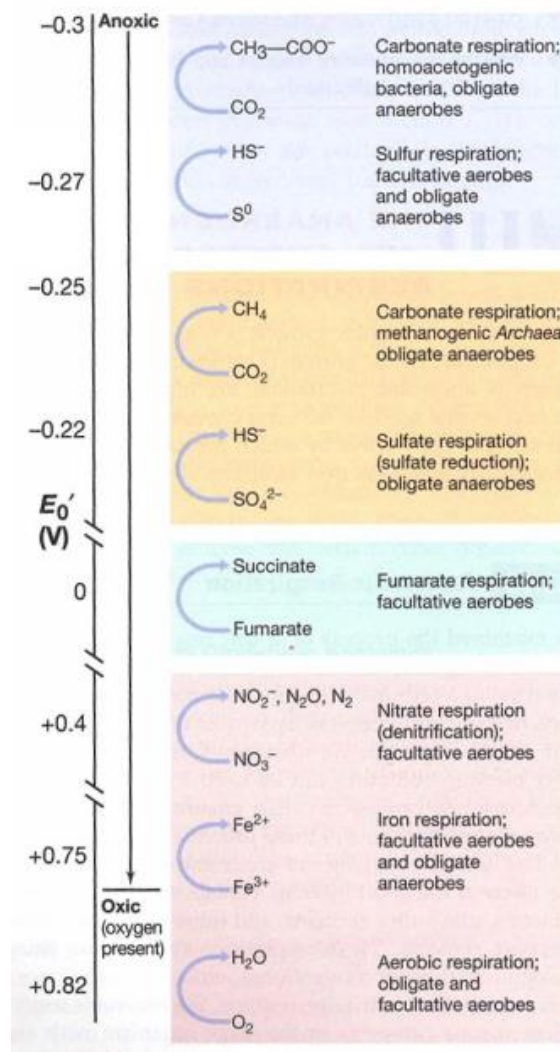 −0.3
Anoxic
CH₃—COO⁻
CO₂
Carbonate respiration;
homoacetogenic
bacteria, obligate
anaerobes
−0.27
HS⁻
S⁰
Sulfur respiration;
facultative aerobes
and obligate
anaerobes
−0.25
CH₄
CO₂
Carbonate respiration;
methanogenic Archaea
obligate anaerobes
−0.22
HS⁻
SO₄²⁻
Sulfate respiration
(sulfate reduction);
obligate anaerobes
E₀′
(V)
0
Succinate
Fumarate
Fumarate respiration;
facultative aerobes
+0.4
NO₂⁻, N₂O, N₂
NO₃⁻
Nitrate respiration
(denitrification);
facultative aerobes
+0.75
Fe²⁺
Fe³⁺
Iron respiration;
facultative aerobes
and obligate
anaerobes
Oxic
(oxygen
present)
+0.82
H₂O
O₂
Aerobic respiration;
obligate and
facultative aerobes